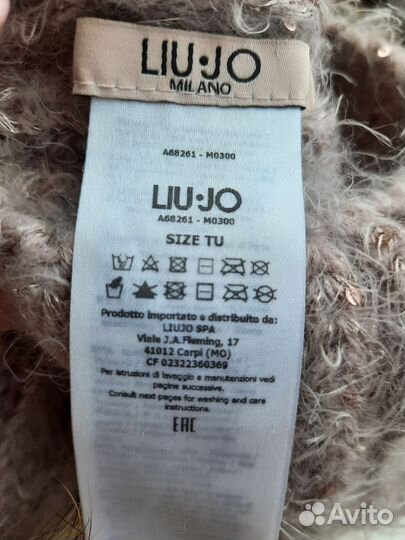 LIU·JO
MILANO
A68261 - M0300
LIU·JO
A68261 - M0300
SIZE TU
Prodotto importato e distribuito da:
LIUJO SPA
Viale J.A.Fleming, 17
41012 Carpi (MO)
CF 02322360369
Per istruzioni di lavaggio e manutenzioni vedi
pagine successive.
Consult next pages for washing and care
instructions.
EAC
Avito